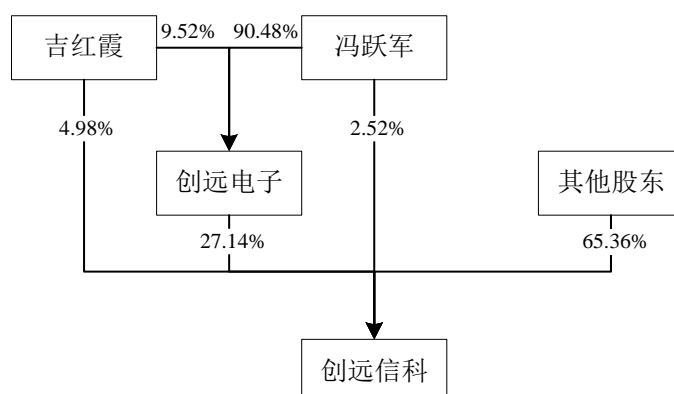 吉红霞
9.52%
90.48%
冯跃军
4.98%
2.52%
创远电子
其他股东
27.14%
65.36%
创远信科